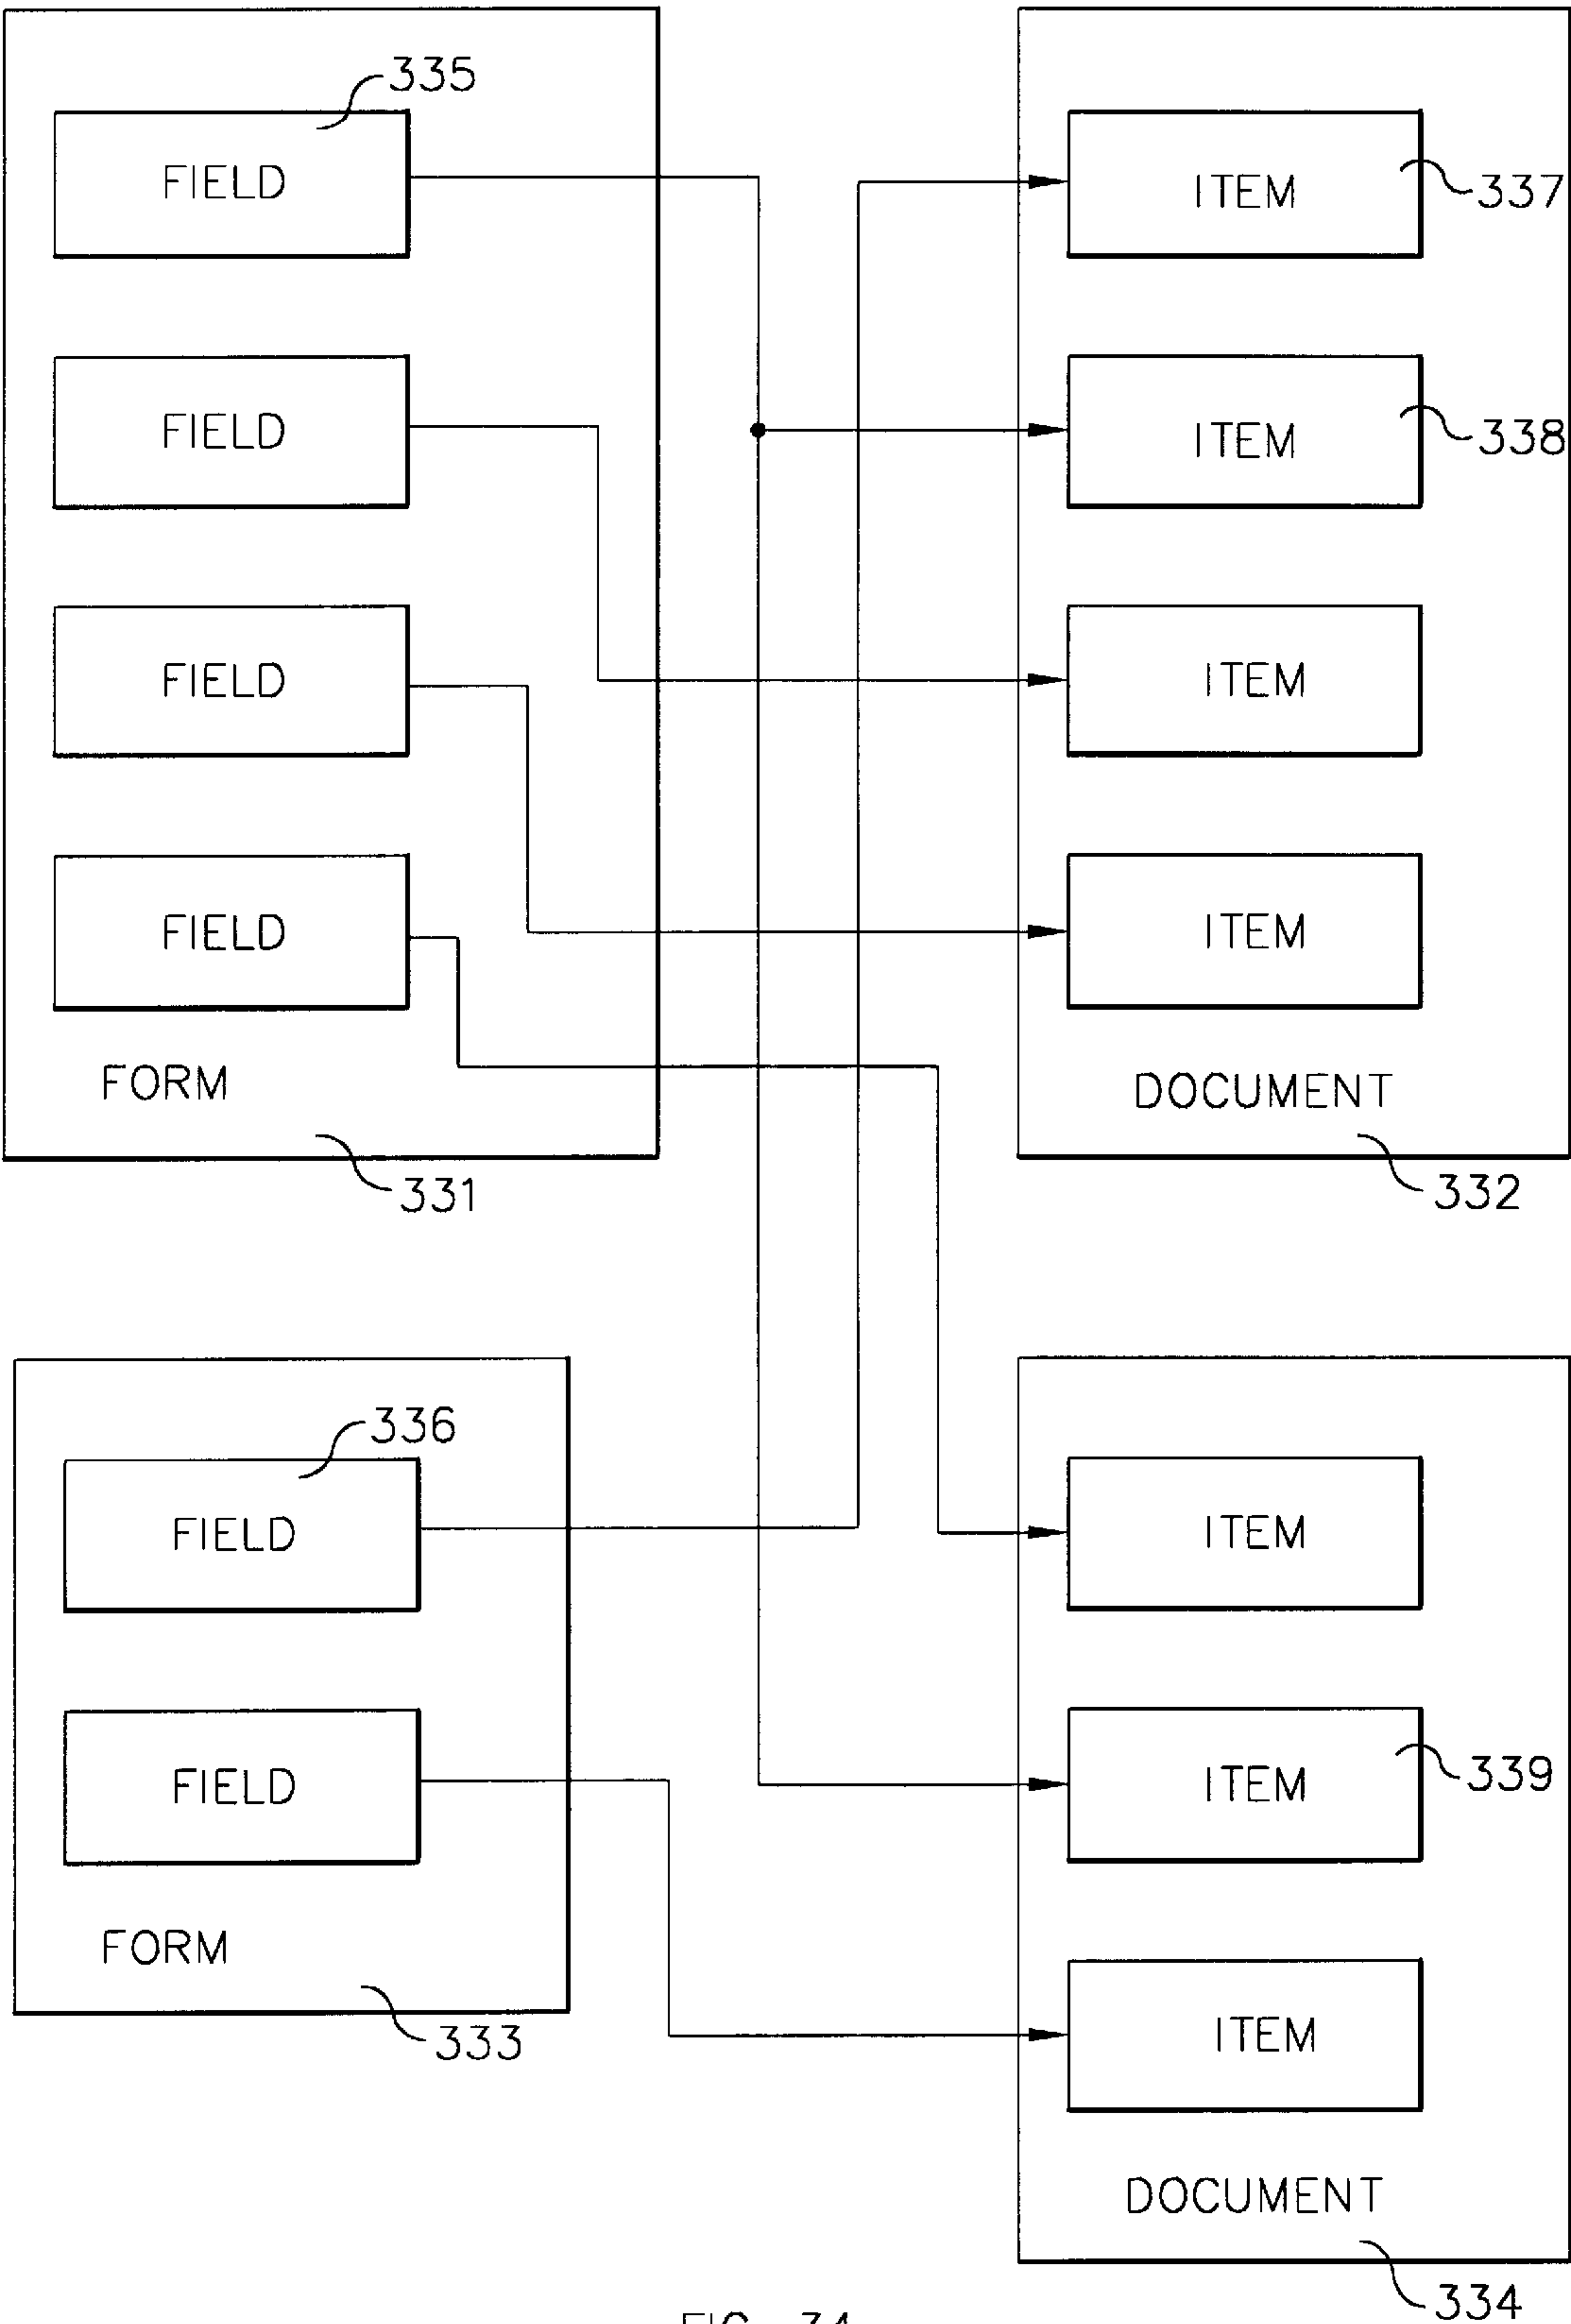 335
FIELD
ITEM
337
FIELD
ITEM
338
FIELD
ITEM
FIELD
ITEM
FORM
DOCUMENT
331
332
336
FIELD
ITEM
FIELD
ITEM
339
FORM
333
ITEM
DOCUMENT
334